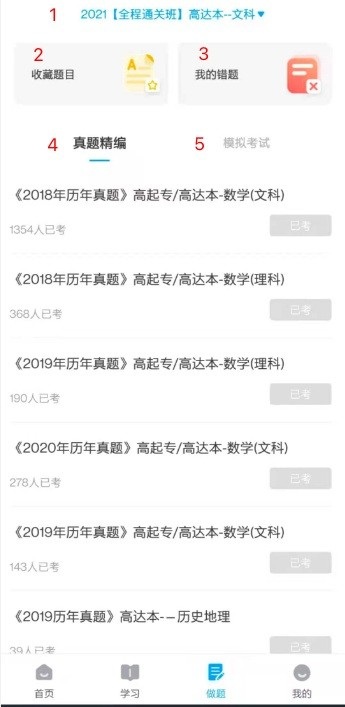 1 2021【全程通关班】高达本--文科▼
2 3
收藏题目 我的错题
4 真题精编 5 模拟考试
《2018年历年真题》高起专/高达本-数学(文科)
1354人已考 已考
《2018年历年真题》高起专/高达本-数学(理科)
368人已考 已考
《2019年历年真题》高起专/高达本-数学(理科)
190人已考 已考
《2020年历年真题》高起专/高达本-数学(文科)
278人已考 已考
《2019年历年真题》高起专/高达本-数学(文科)
143人已考 已考
《2019历年真题》高达本-–历史地理
39人已考 已考
首页 学习 做题 我的